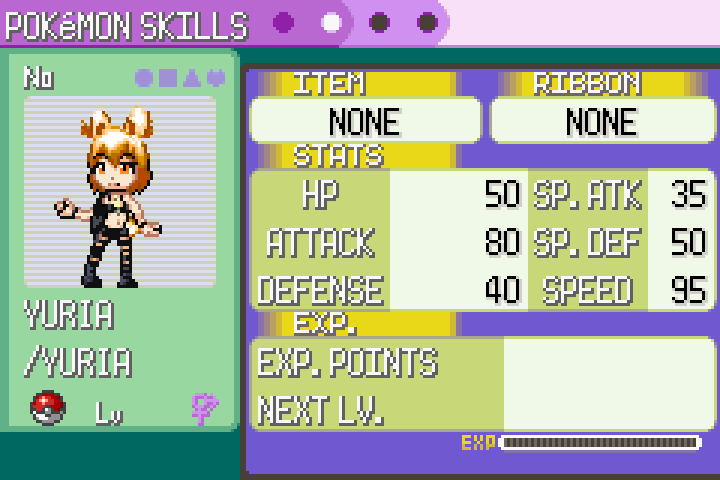 POKéMON SKILLS
No
ITEM RIBBON
NONE NONE
STATS
HP 50 SP. ATK 35
ATTACK 80 SP. DEF 50
DEFENSE 40 SPEED 95
YURIA
/YURIA
Lv
EXP.
EXP. POINTS
NEXT LV.
EXP